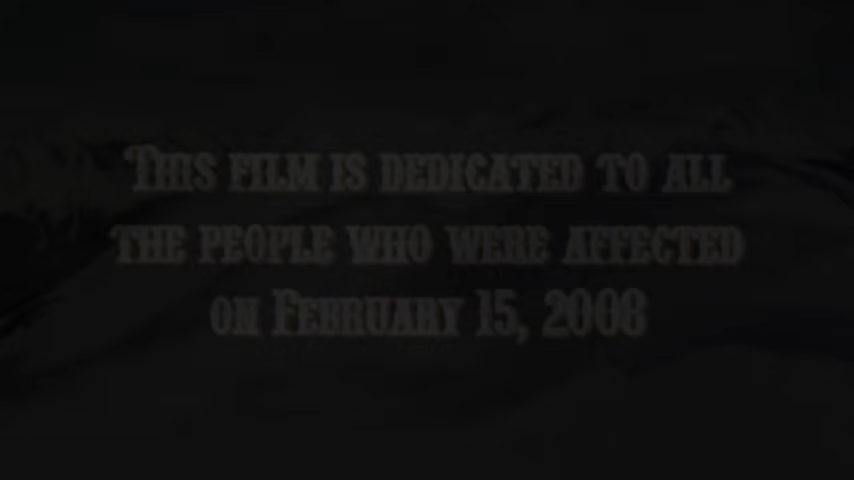 This film is dedicated to all
the people who were affected
on February 15, 2008